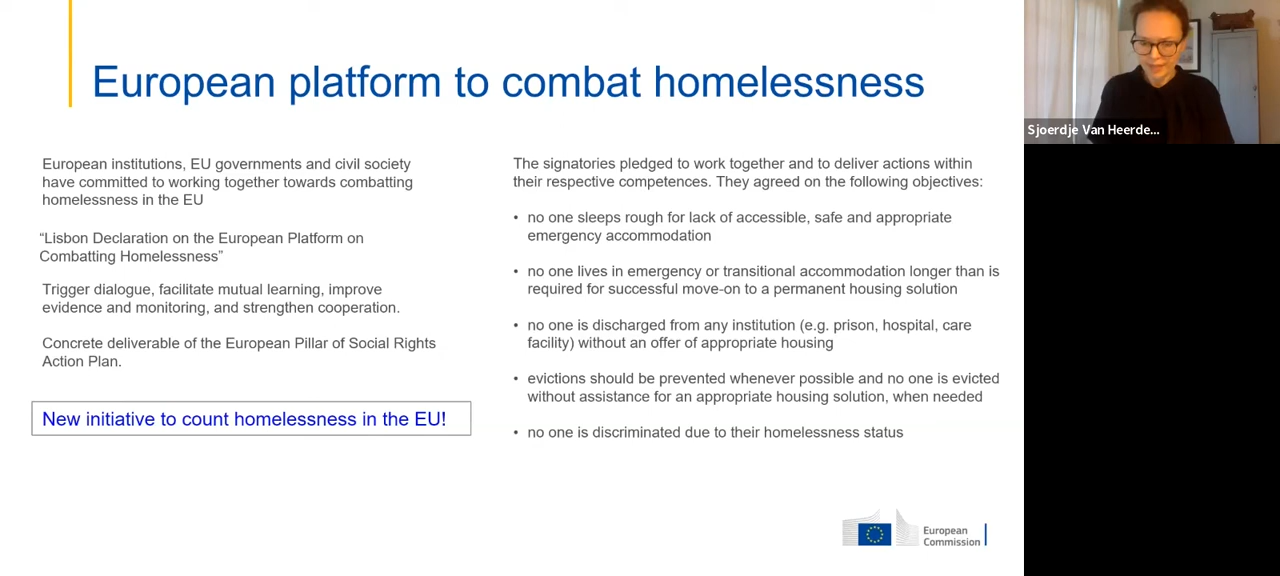 European platform to combat homelessness
European institutions, EU governments and civil society
have committed to working together towards combatting
homelessness in the EU
“Lisbon Declaration on the European Platform on
Combatting Homelessness”
Trigger dialogue, facilitate mutual learning, improve
evidence and monitoring, and strengthen cooperation.
Concrete deliverable of the European Pillar of Social Rights
Action Plan.
New initiative to count homelessness in the EU!
The signatories pledged to work together and to deliver actions within
their respective competences. They agreed on the following objectives:
• no one sleeps rough for lack of accessible, safe and appropriate
emergency accommodation
• no one lives in emergency or transitional accommodation longer than is
required for successful move-on to a permanent housing solution
• no one is discharged from any institution (e.g. prison, hospital, care
facility) without an offer of appropriate housing
• evictions should be prevented whenever possible and no one is evicted
without assistance for an appropriate housing solution, when needed
• no one is discriminated due to their homelessness status
European
Commission
Sjoerdje Van Heerde...